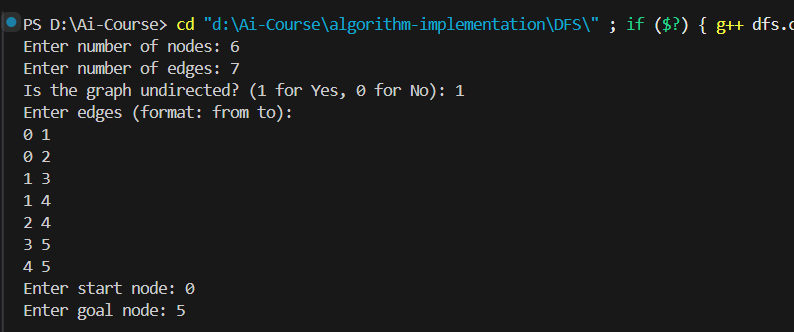 PS D:\Ai-Course> cd "d:\Ai-Course\algorithm-implementation\DFS\" ; if ($?) { g++ dfs.c
Enter number of nodes: 6
Enter number of edges: 7
Is the graph undirected? (1 for Yes, 0 for No): 1
Enter edges (format: from to):
0 1
0 2
1 3
1 4
2 4
3 5
4 5
Enter start node: 0
Enter goal node: 5